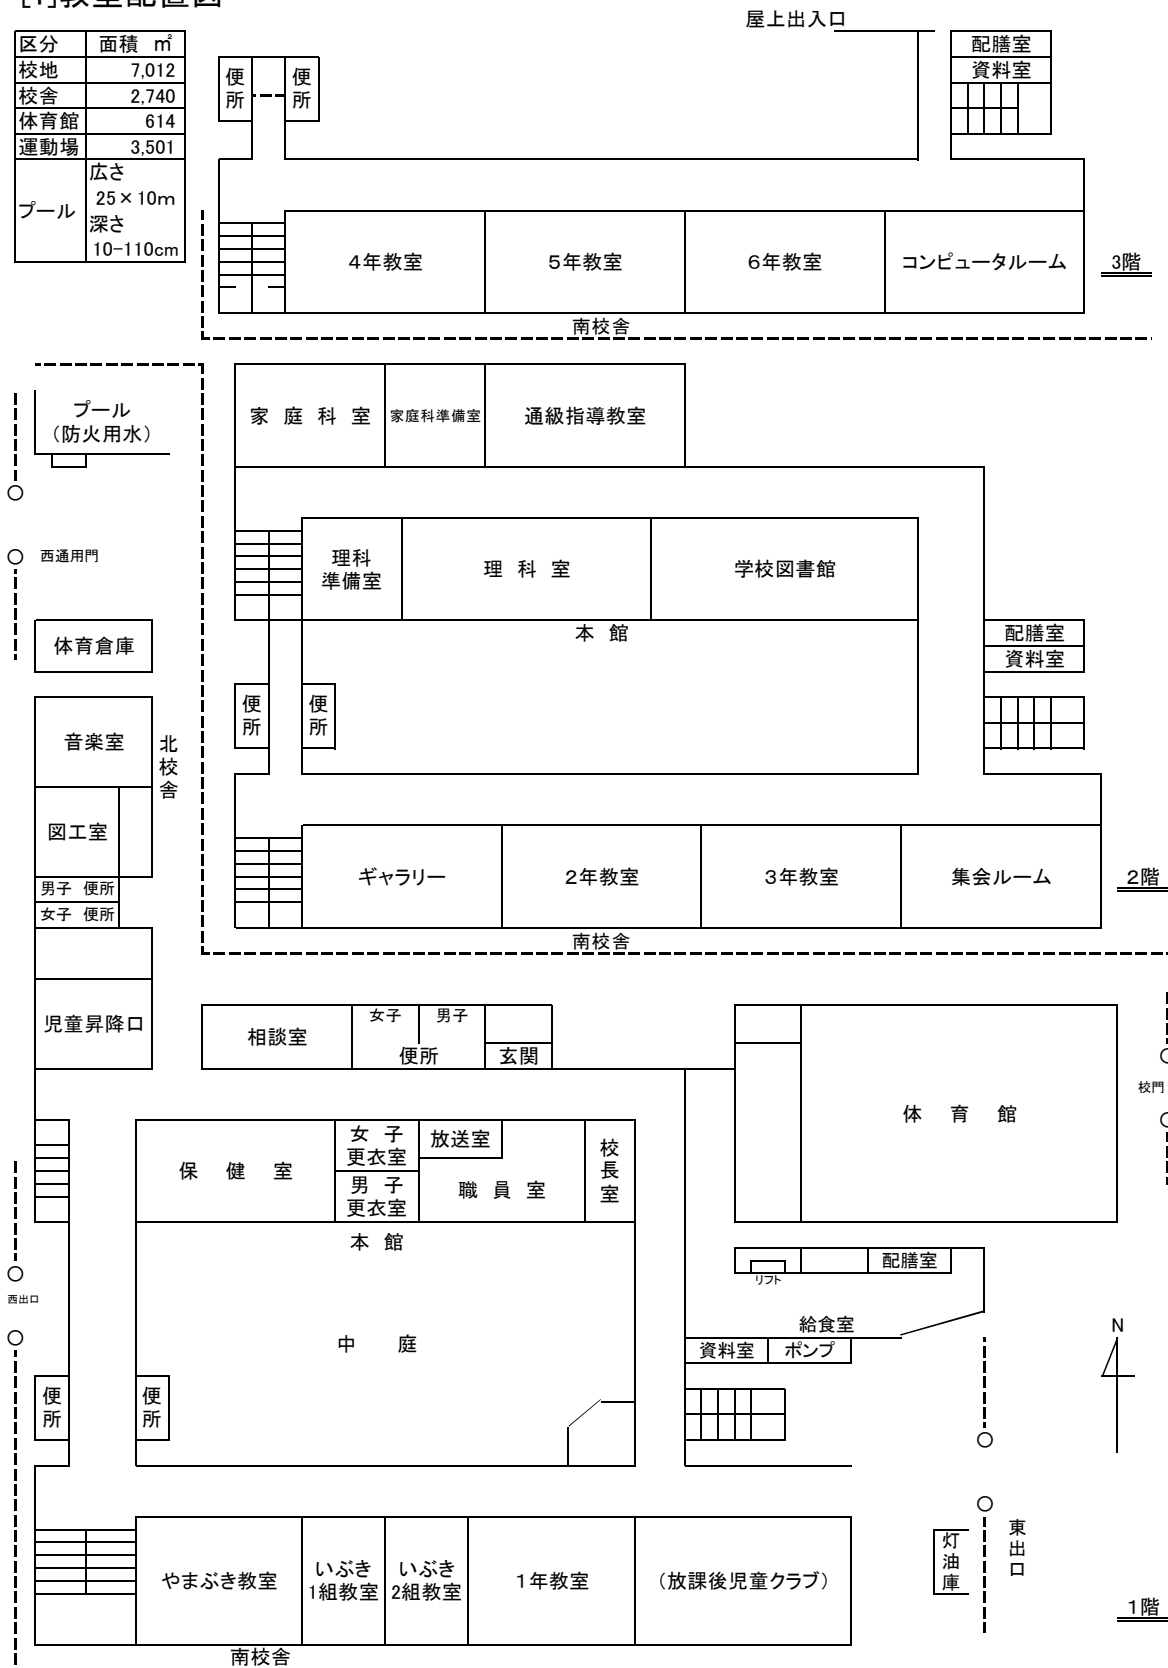 [1]教室配置図
区分 面積 ㎡
校地 7,012
校舎 2,740
体育館 614
運動場 3,501
プール
広さ
25×10m
深さ
10-110cm
屋上出入口
配膳室
資料室
便所
便所
4年教室
5年教室
6年教室
コンピュータルーム
3階
南校舎
プール
(防火用水)
西通用門
体育倉庫
音楽室
北校舎
図工室
男子 便所
女子 便所
児童昇降口
家庭科室
家庭科準備室
通級指導教室
理科
準備室
理科室
学校図書館
本館
配膳室
資料室
便所
便所
ギャラリー
2年教室
3年教室
集会ルーム
2階
南校舎
相談室
女子
男子
便所
玄関
体育館
校門
保健室
女子
更衣室
男子
更衣室
放送室
職員室
校長室
本館
西出口
中庭
配膳室
リフト
給食室
資料室
ポンプ
N
便所
便所
やまぶき教室
いぶき
1組教室
いぶき
2組教室
1年教室
(放課後児童クラブ)
灯油庫
東出口
1階
南校舎